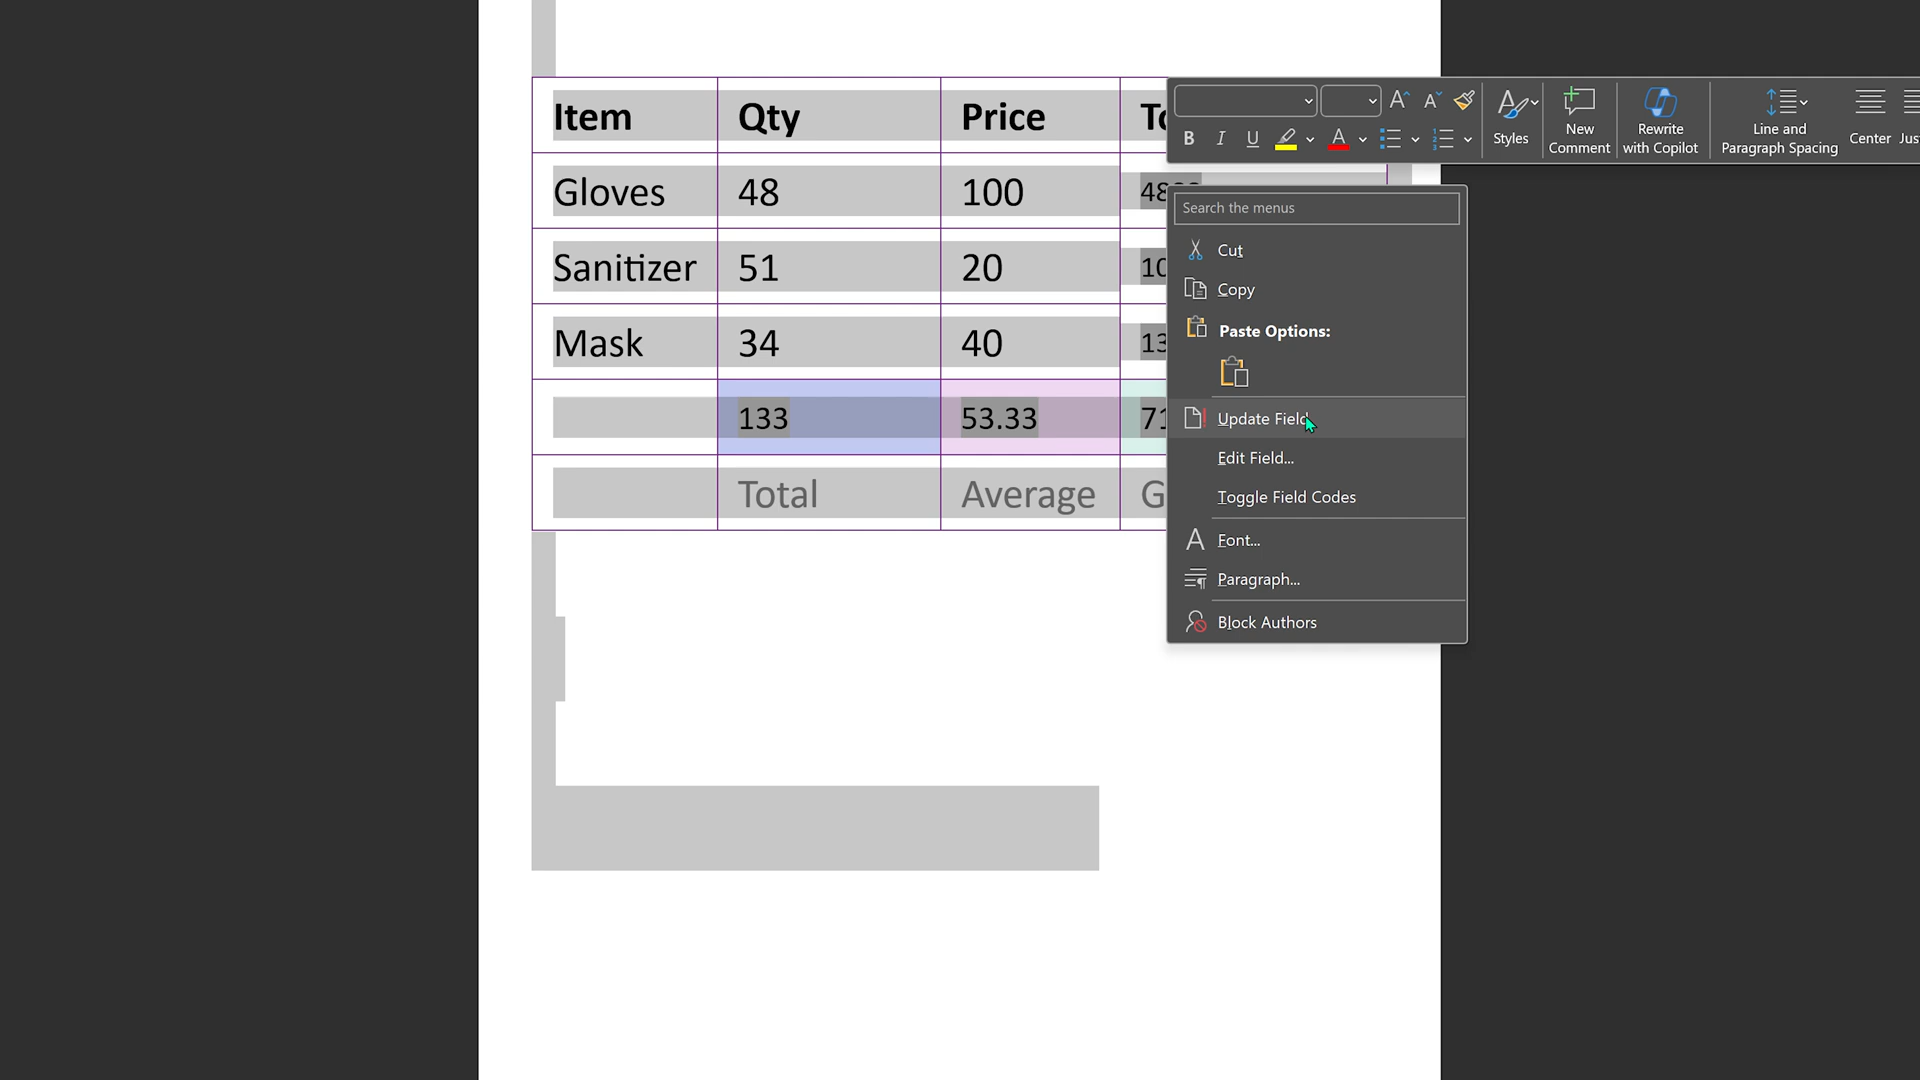 Item Qty Price
B I U A Styles New Comment Rewrite with Copilot Line and Paragraph Spacing Center
Gloves 48 100
Search the menus
Sanitizer 51 20
Cut
Copy
Mask 34 40
Paste Options:
133 53.33
Update Field
Edit Field...
Total Average
Toggle Field Codes
Font...
Paragraph...
Block Authors